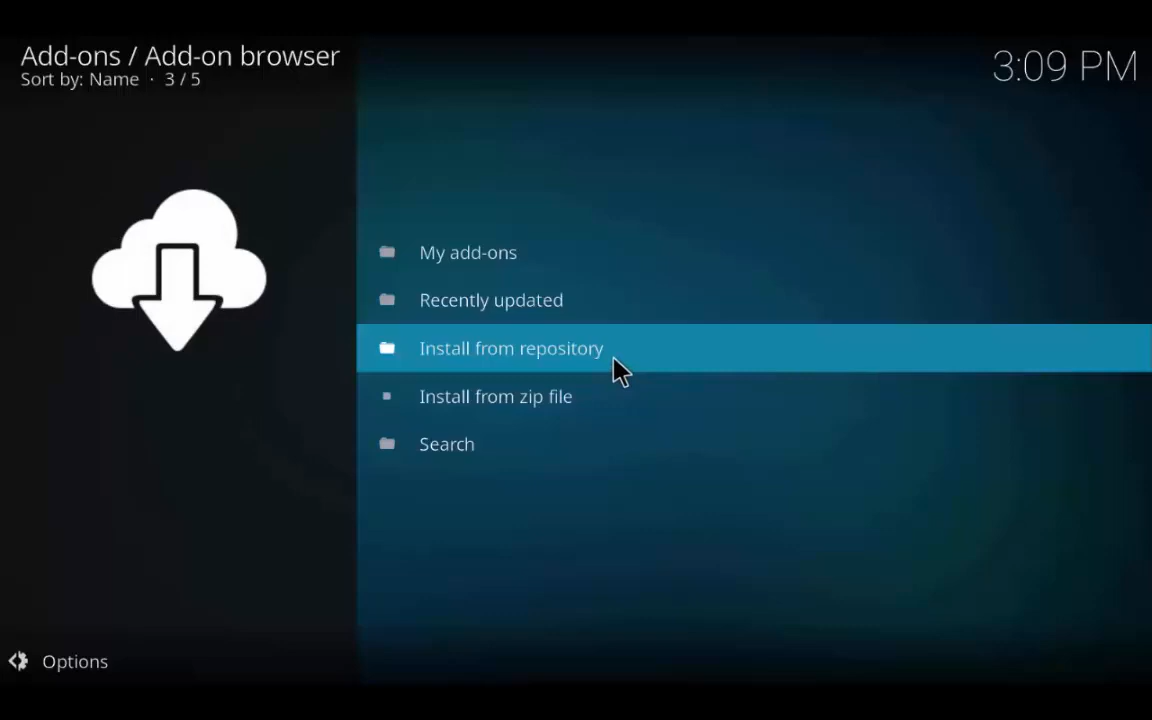 Add-ons / Add-on browser
Sort by: Name · 3 / 5
3:09 PM
My add-ons
Recently updated
Install from repository
Install from zip file
Search
Options